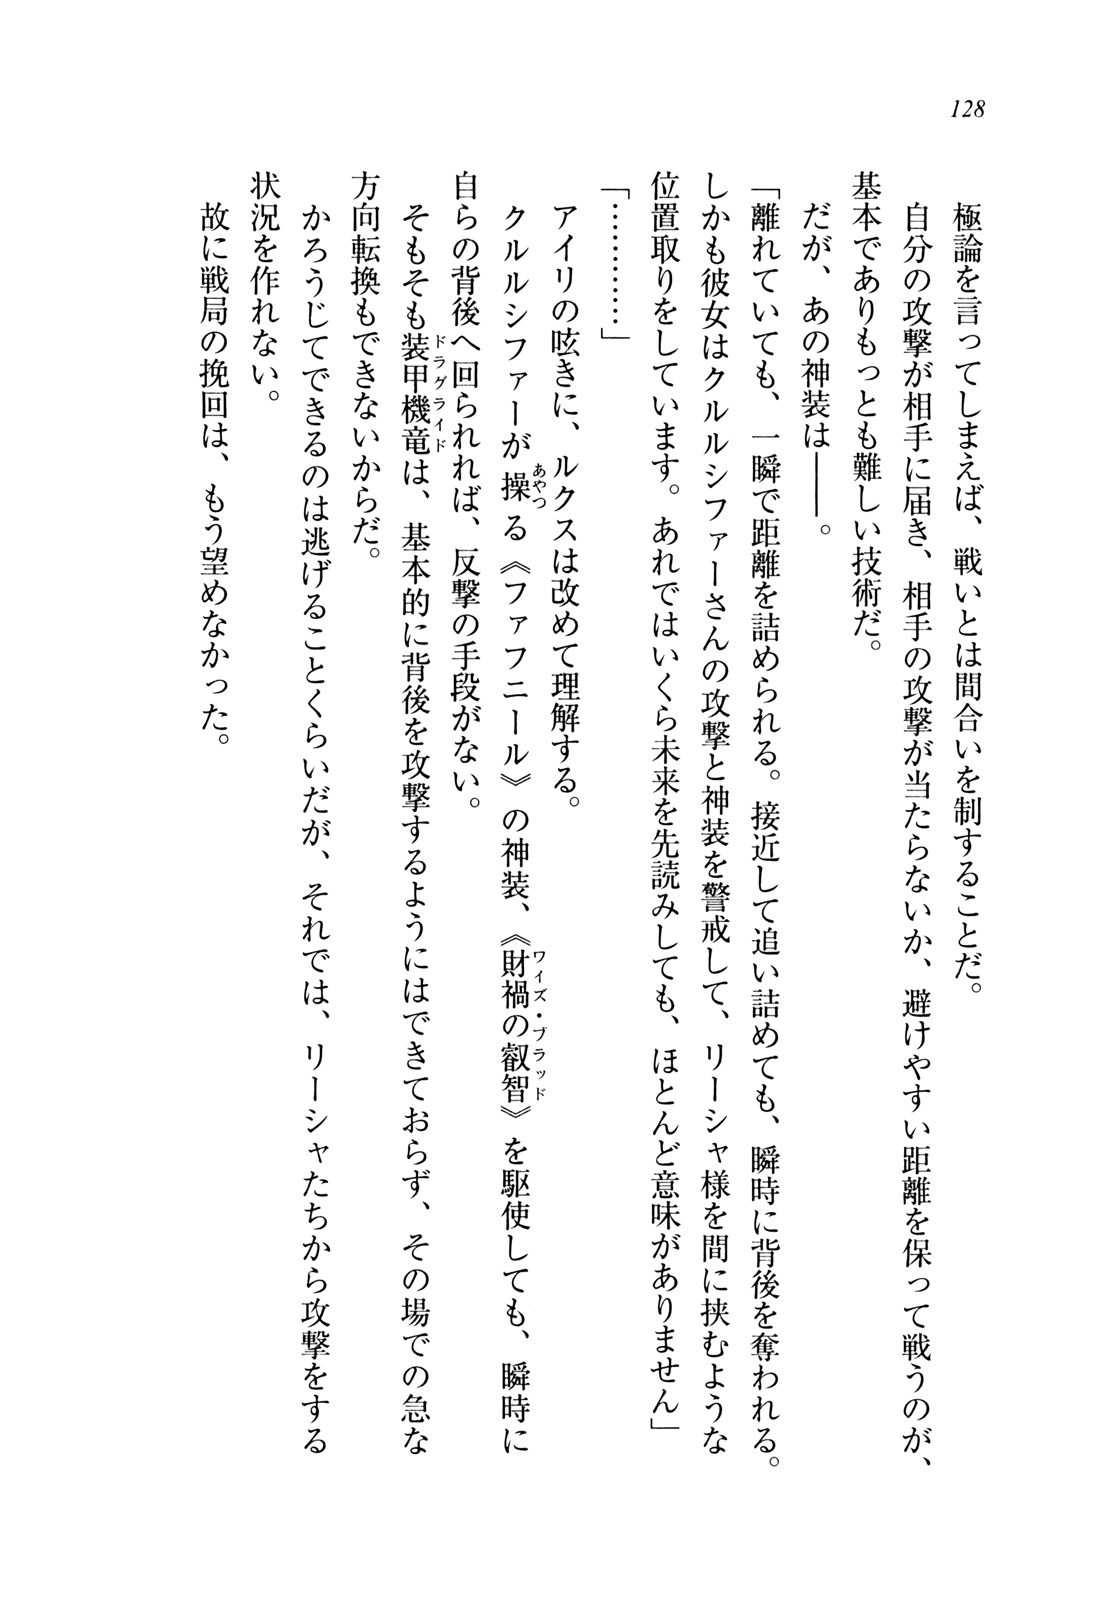 128
極論を言ってしまえば、戦いとは間合いを制することだ。
自分の攻撃が相手に届き、相手の攻撃が当たらないか、避けやすい距離を保って戦うのが、
基本でありもっとも難しい技術だ。
だが、あの神装は――。
「離れていても、一瞬で距離を詰められる。接近して追い詰めても、瞬時に背後を奪われる。
しかも彼女はクルルシファーさんの攻撃と神装を警戒して、リーシャ様を間に挟むような
位置取りをしています。あれではいくら未来を先読みしても、ほとんど意味がありません」
「…………」
アイリの呟きに、ルクスは改めて理解する。
クルルシファーが操る《ファフニール》の神装、《財禍の叡智》を駆使しても、瞬時に
あやつ
ワイズ・ブラッド
自らの背後へ回られれば、反撃の手段がない。
そもそも装甲機竜は、基本的に背後を攻撃するようにはできておらず、その場での急な
ドラグライド
方向転換もできないからだ。
かろうじてできるのは逃げることくらいだが、それでは、リーシャたちから攻撃をする
状況を作れない。
故に戦局の挽回は、もう望めなかった。